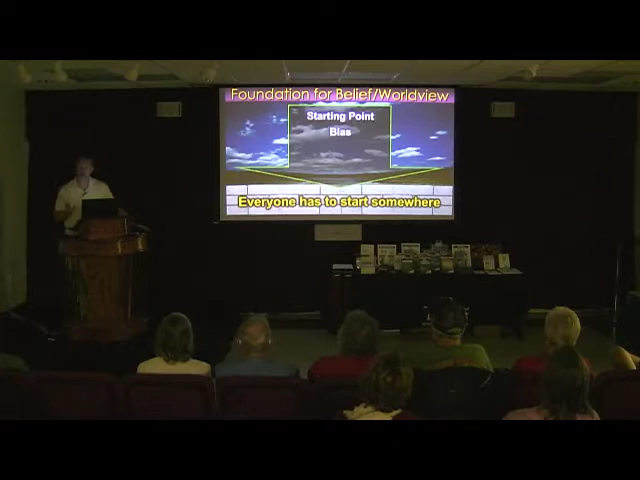 Foundation for Belief/Worldview
Starting Point
Bias
Everyone has to start somewhere